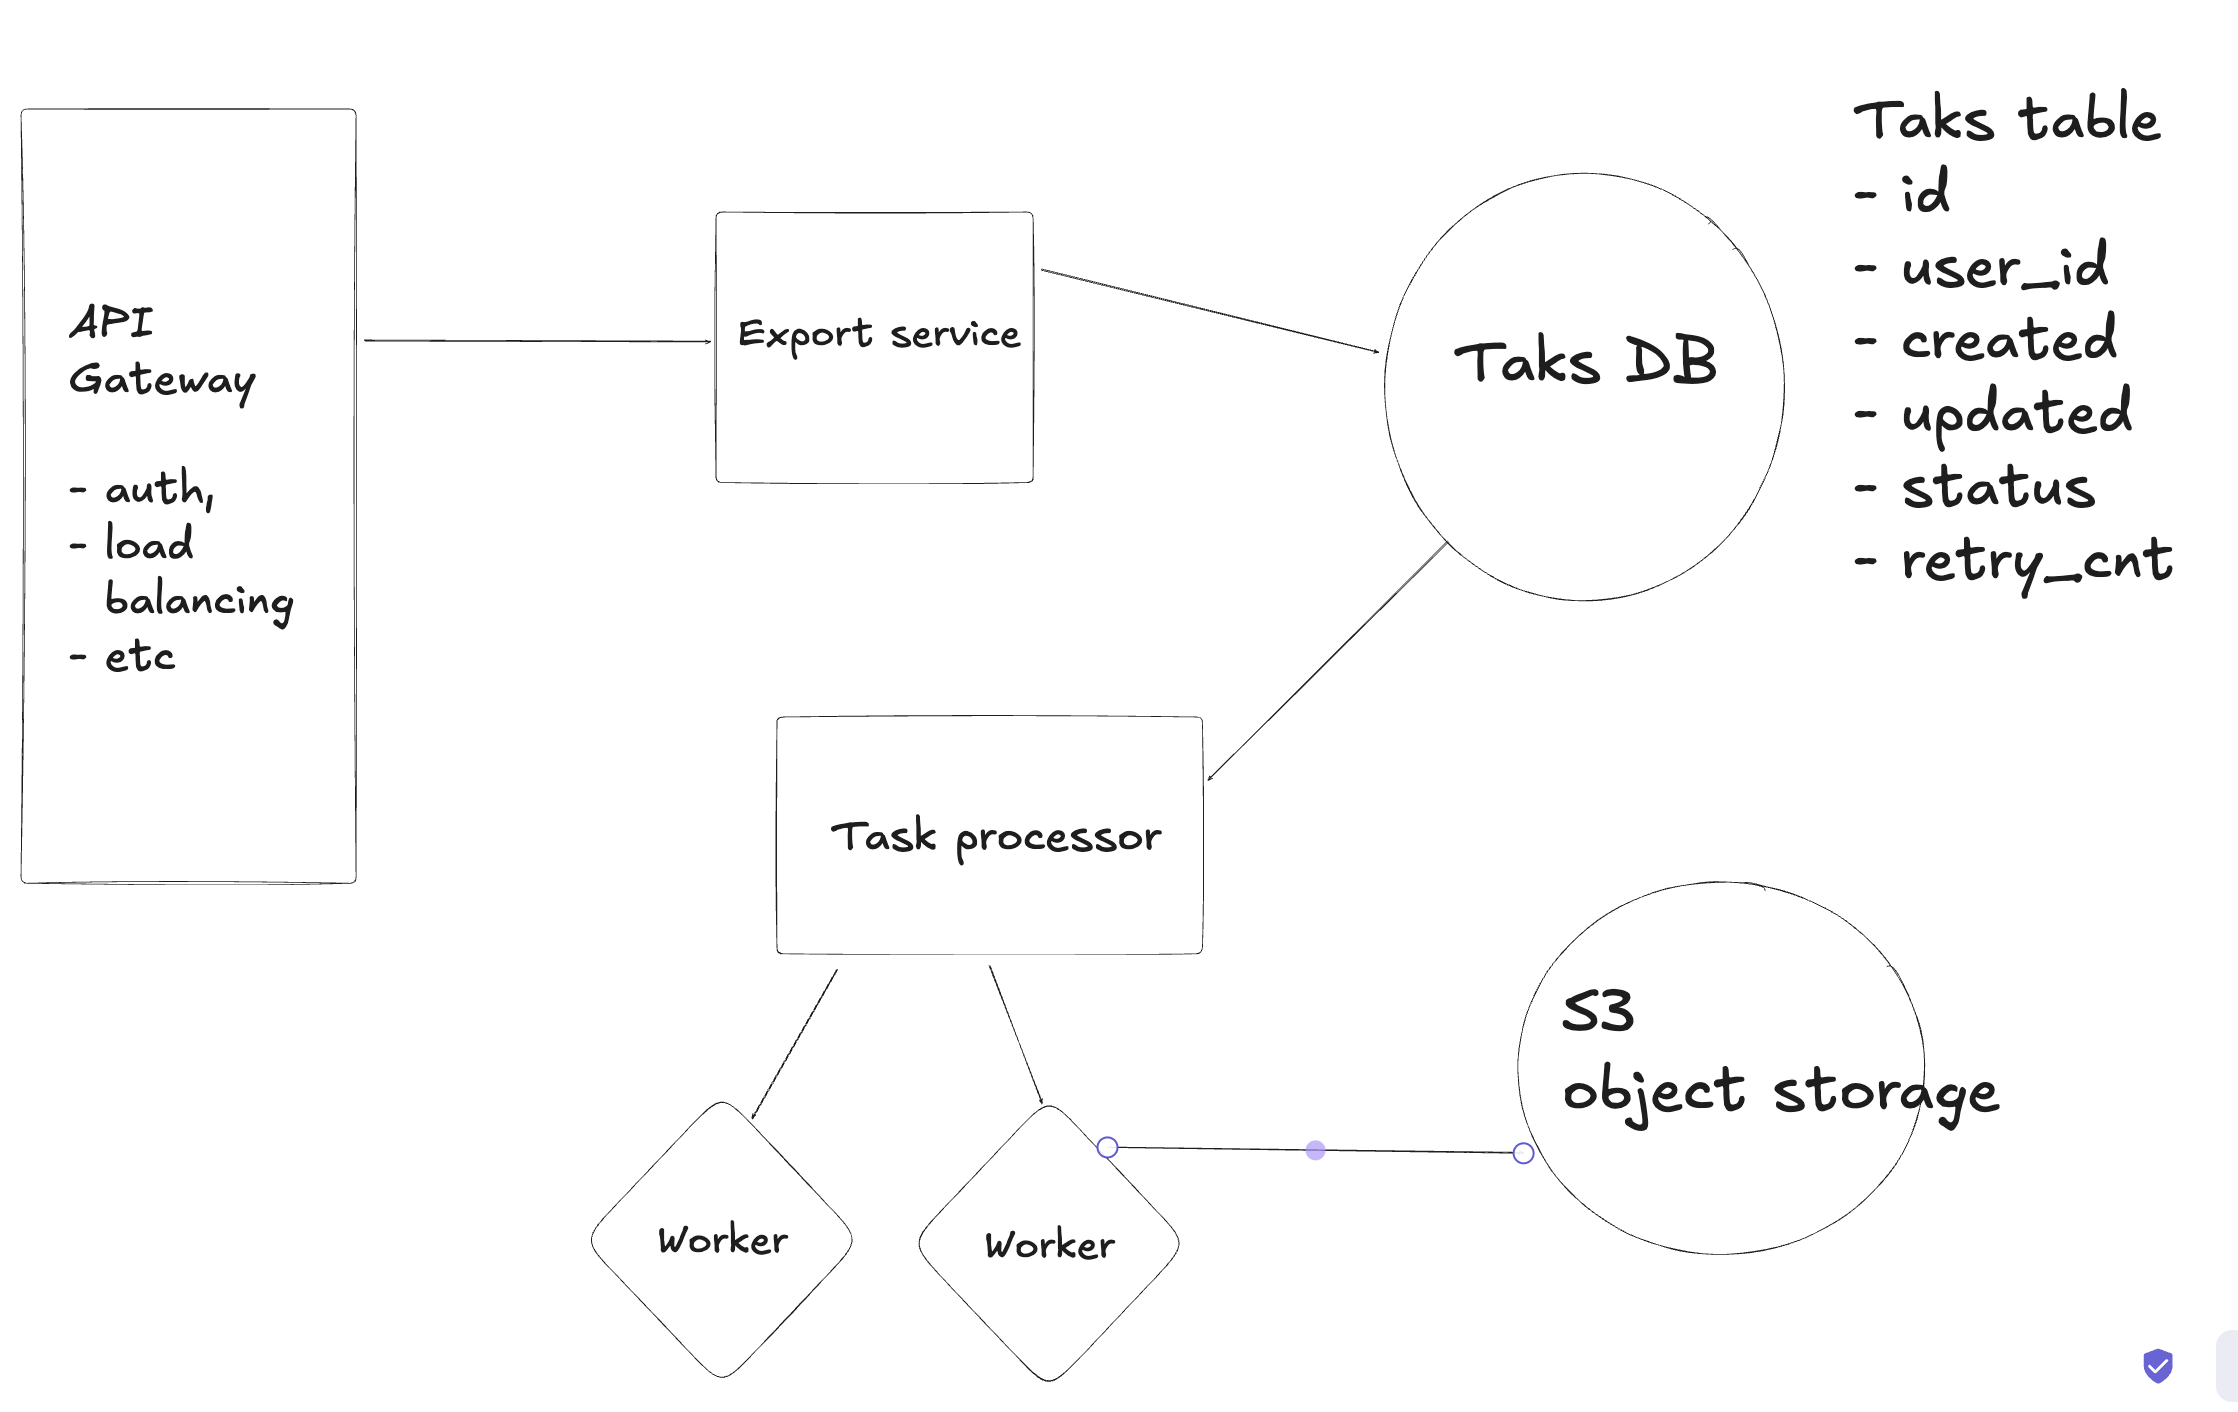 API
Gateway
- auth,
- load
balancing
- etc
Export service
Taks DB
Taks table
- id
- user_id
- created
- updated
- status
- retry_cnt
Task processor
Worker
Worker
S3
object storage